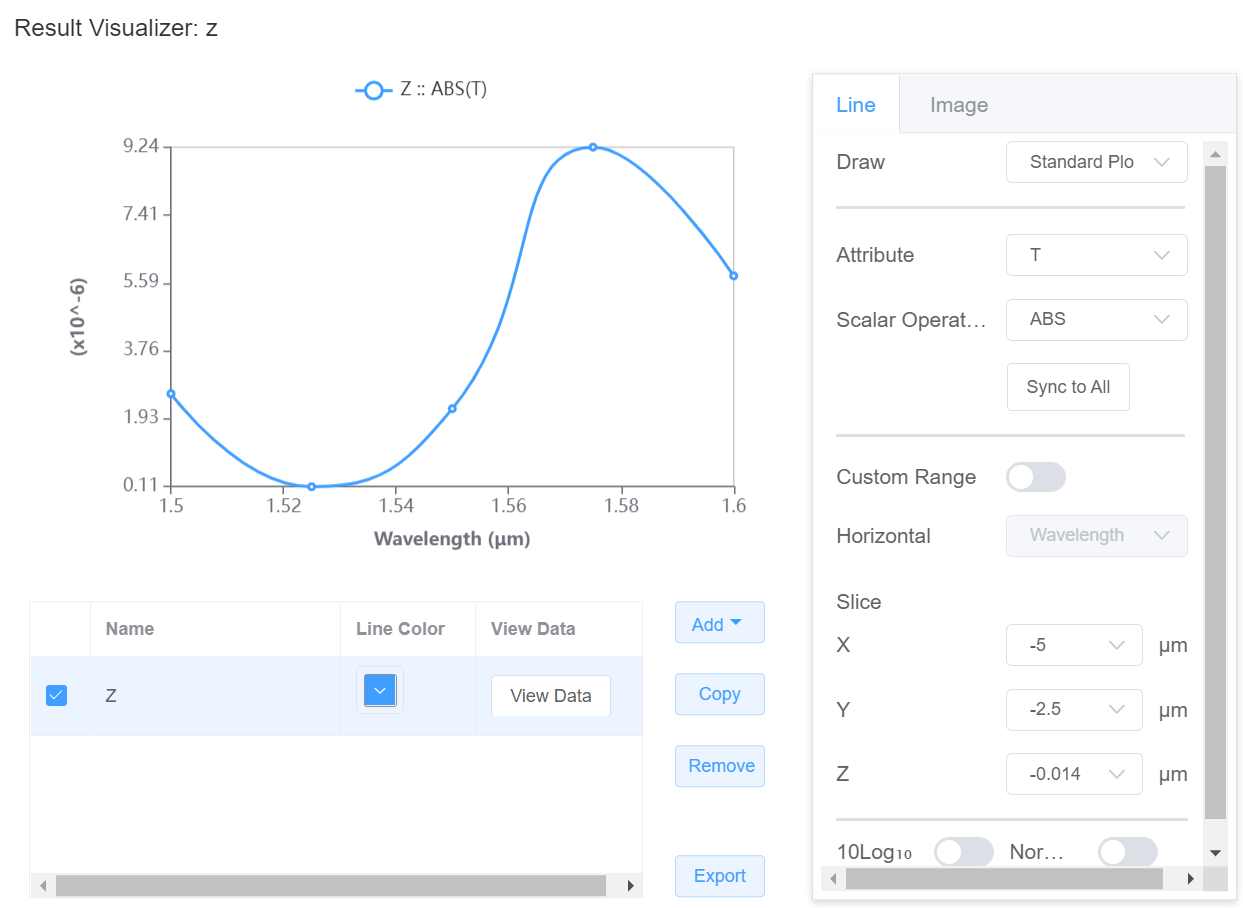 Result Visualizer: z
Z :: ABS(T)
9.24
7.41
5.59
3.76
1.93
0.11
(x10^-6)
1.5 1.52 1.54 1.56 1.58 1.6
Wavelength (μm)
Name Line Color View Data
Z View Data
Add
Copy
Remove
Export
Line Image
Draw Standard Plo
Attribute T
Scalar Operat... ABS
Sync to All
Custom Range
Horizontal Wavelength
Slice
X -5 μm
Y -2.5 μm
Z -0.014 μm
10Log₁₀ Nor...